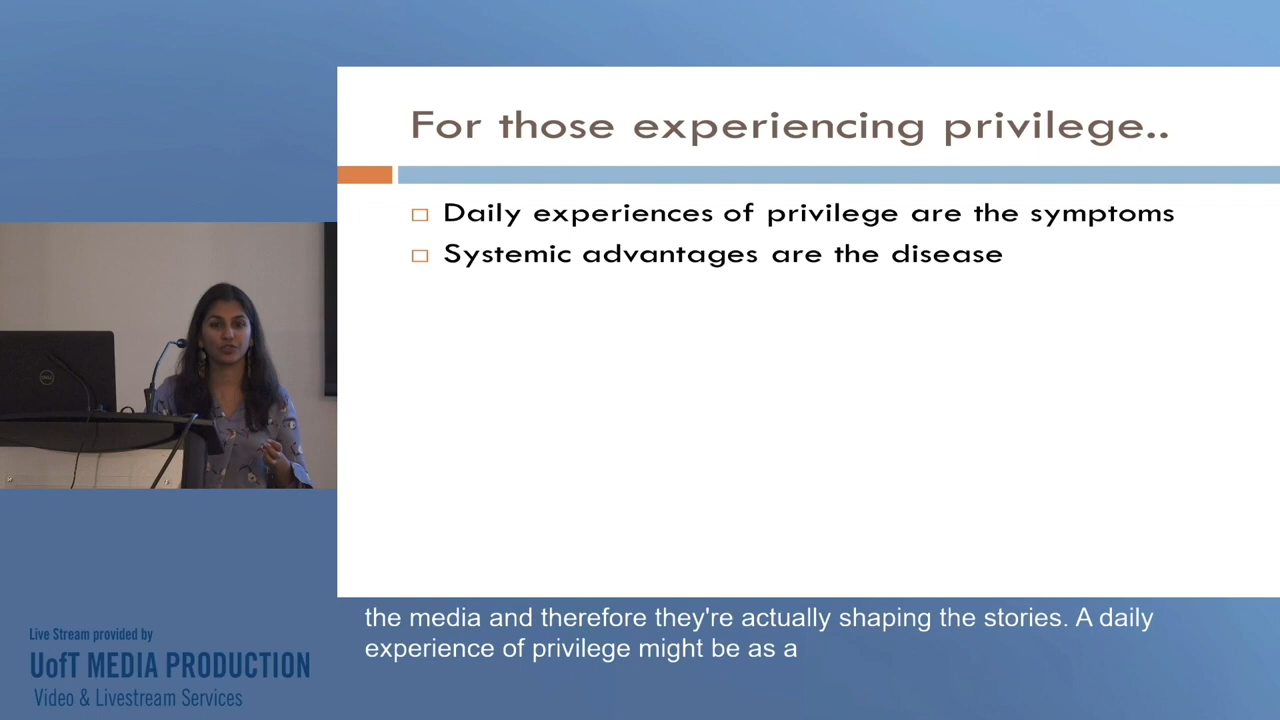 For those experiencing privilege..
Daily experiences of privilege are the symptoms
Systemic advantages are the disease
DELL
the media and therefore they're actually shaping the stories. A daily
experience of privilege might be as a
Live Stream provided by
UofT MEDIA PRODUCTION
Video & Livestream Services